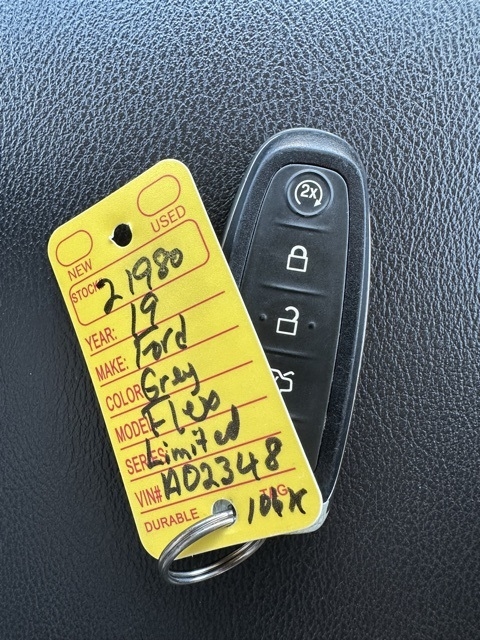 NEW USED
STOCK 21980
YEAR: 19
MAKE: Ford
COLOR Grey
MODEL Flex
SERIES Limited
VIN# A02348
DURABLE TAG 106K
2x